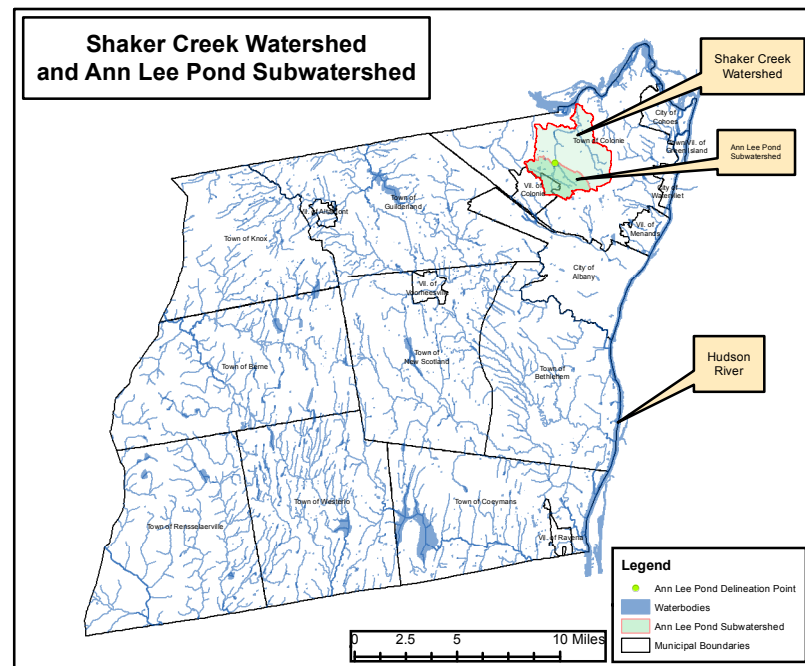 Shaker Creek Watershed
and Ann Lee Pond Subwatershed
Shaker Creek
Watershed
City of
Cohoes
Town of Colonie
Town/Vil. of
Green Island
Ann Lee Pond
Subwatershed
Vil. of
Colonie
City of
Watervliet
Town of
Guilderland
Vil. of Altamont
Vil. of
Menands
Town of Knox
City of
Albany
Vil. of
Voorheesville
Town of
New Scotland
Town of Berne
Town of
Bethlehem
Hudson
River
Town of Westerlo
Town of Coeymans
Town of Rensselaerville
Vil. of Ravena
Legend
Ann Lee Pond Delineation Point
Waterbodies
Ann Lee Pond Subwatershed
Municipal Boundaries
0 2.5 5 10 Miles